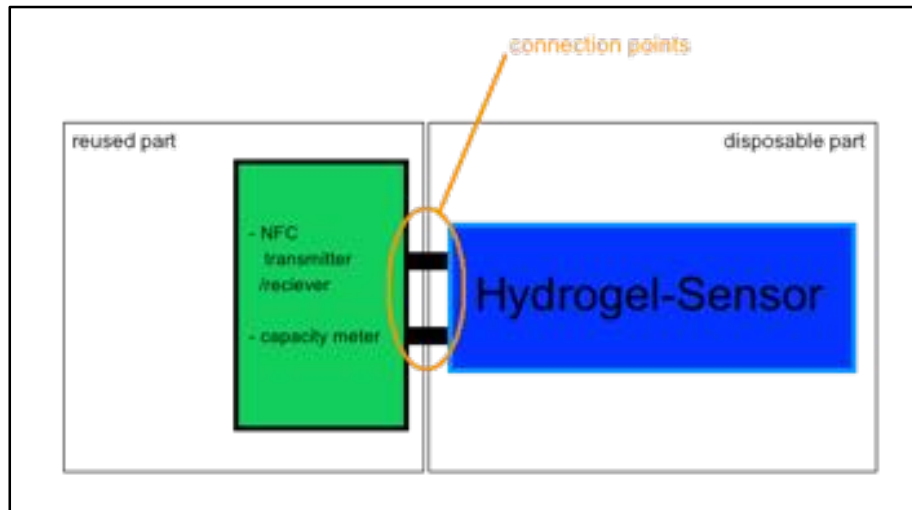 connection points
reused part
disposable part
- NFC
transmitter
/reciever
- capacity meter
Hydrogel-Sensor